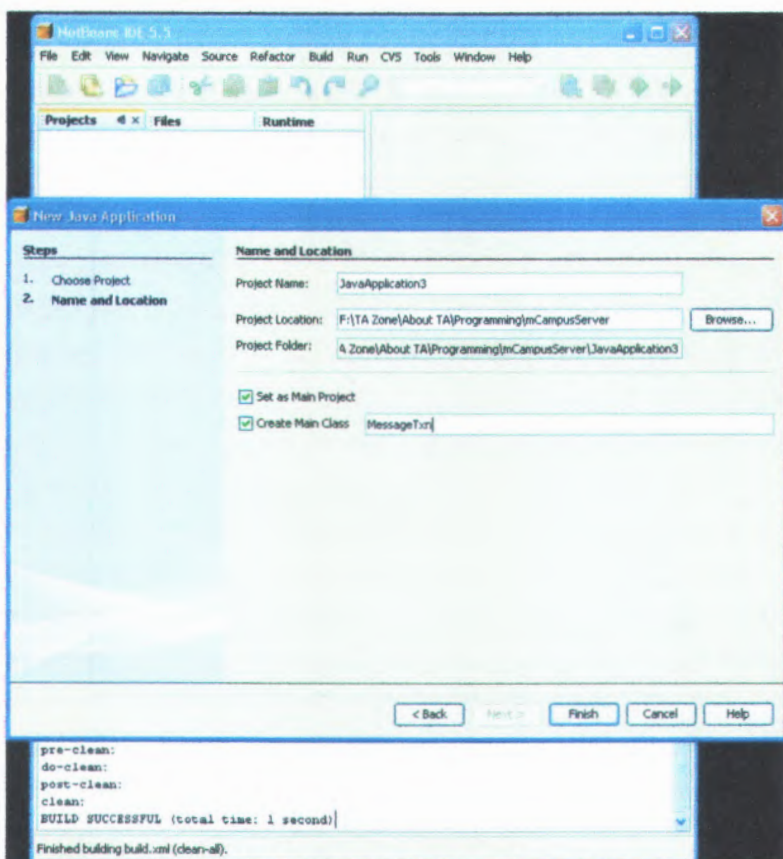 NetBeans IDE 5.5
File Edit View Navigate Source Refactor Build Run CVS Tools Window Help
Projects Files Runtime
New Java Application
Steps
1. Choose Project
2. Name and Location
Name and Location
Project Name: JavaApplication3
Project Location: F:\TA Zone\About TA\Programming\mCampusServer Browse...
Project Folder: A Zone\About TA\Programming\mCampusServer\JavaApplication3
Set as Main Project
Create Main Class MessageTxn
< Back Next > Finish Cancel Help
pre-clean:
do-clean:
post-clean:
clean:
BUILD SUCCESSFUL (total time: 1 second)
Finished building build.xml (clean-all).